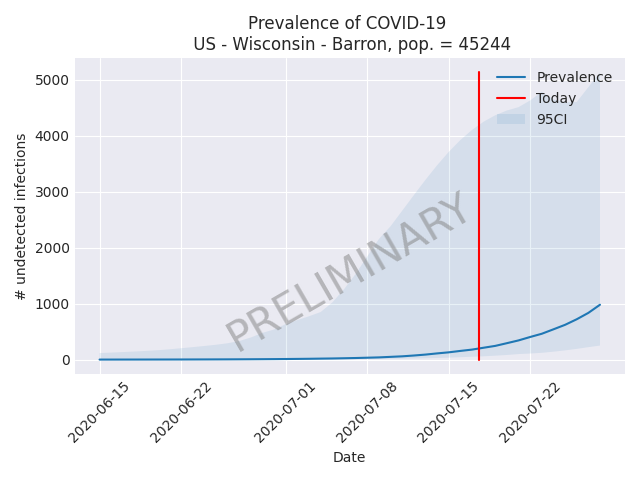 Prevalence of COVID-19
US - Wisconsin - Barron, pop. = 45244
Prevalence
Today
95CI
5000
4000
3000
2000
1000
0
# undetected infections
PRELIMINARY
2020-06-15
2020-06-22
2020-07-01
2020-07-08
2020-07-15
2020-07-22
Date